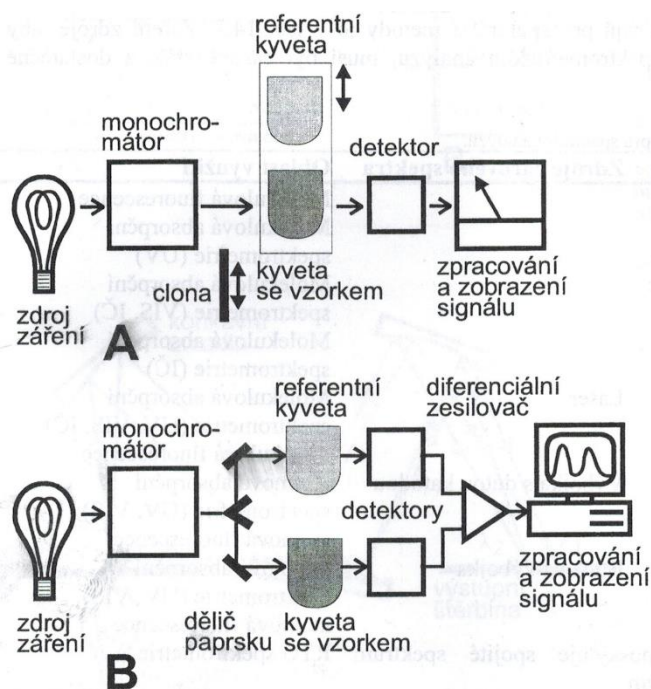 referentní
kyveta
monochro-
mátor
detektor
clona
kyveta
se vzorkem
zpracování
a zobrazení
signálu
zdroj
záření
A
referentní
kyveta
diferenciální
zesilovač
monochro-
mátor
detektory
zpracování
a zobrazení
signálu
zdroj
záření
dělič
paprsku
kyveta
se vzorkem
B